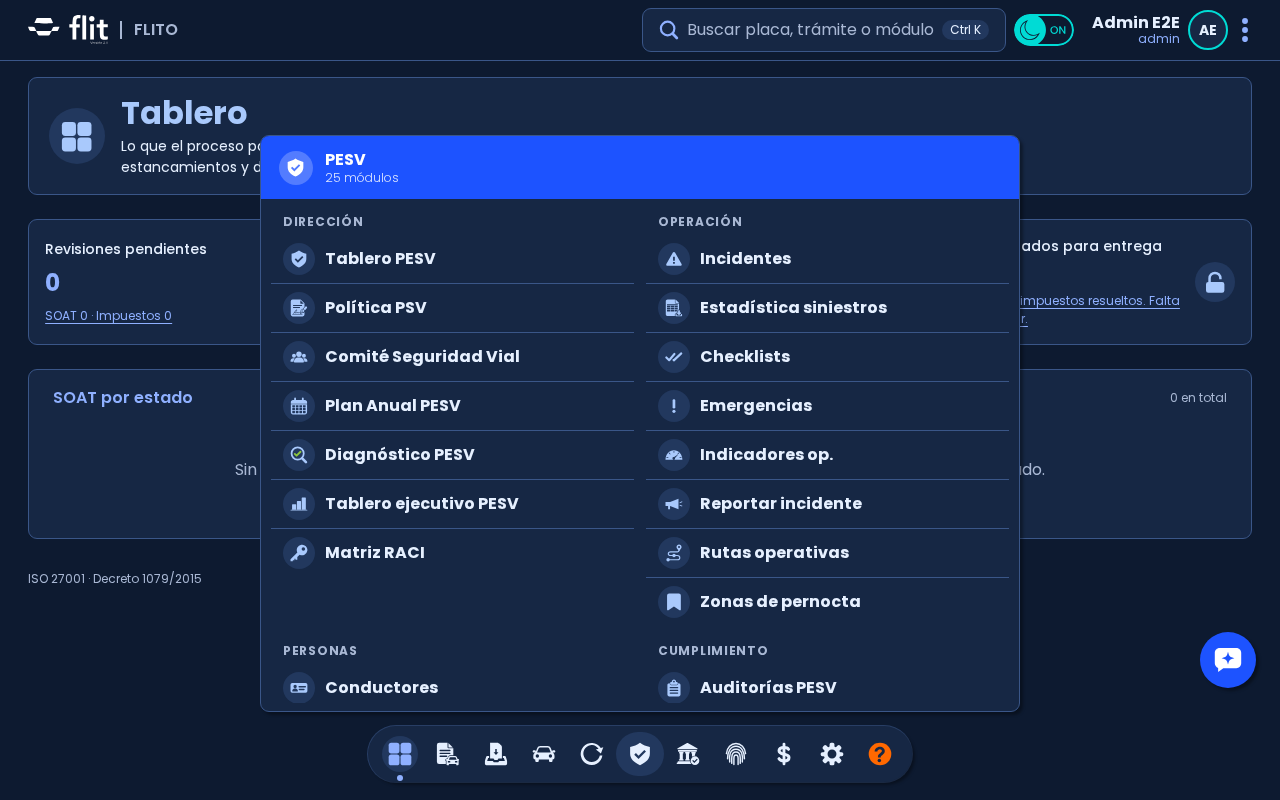 flit
FLITO
Buscar placa, trámite o módulo
Ctrl K
ON
Admin E2E
admin
AE
Tablero
Lo que el proceso
estancamientos y
PESV
25 módulos
Revisiones pendientes
0
SOAT 0 · Impuestos 0
ados para entrega
impuestos resueltos. Falta
r.
DIRECCIÓN
Tablero PESV
Política PSV
Comité Seguridad Vial
Plan Anual PESV
Diagnóstico PESV
Tablero ejecutivo PESV
Matriz RACI
OPERACIÓN
Incidentes
Estadística siniestros
Checklists
Emergencias
Indicadores op.
Reportar incidente
Rutas operativas
Zonas de pernocta
PERSONAS
Conductores
CUMPLIMIENTO
Auditorías PESV
SOAT por estado
0 en total
Sin
do.
ISO 27001 · Decreto 1079/2015